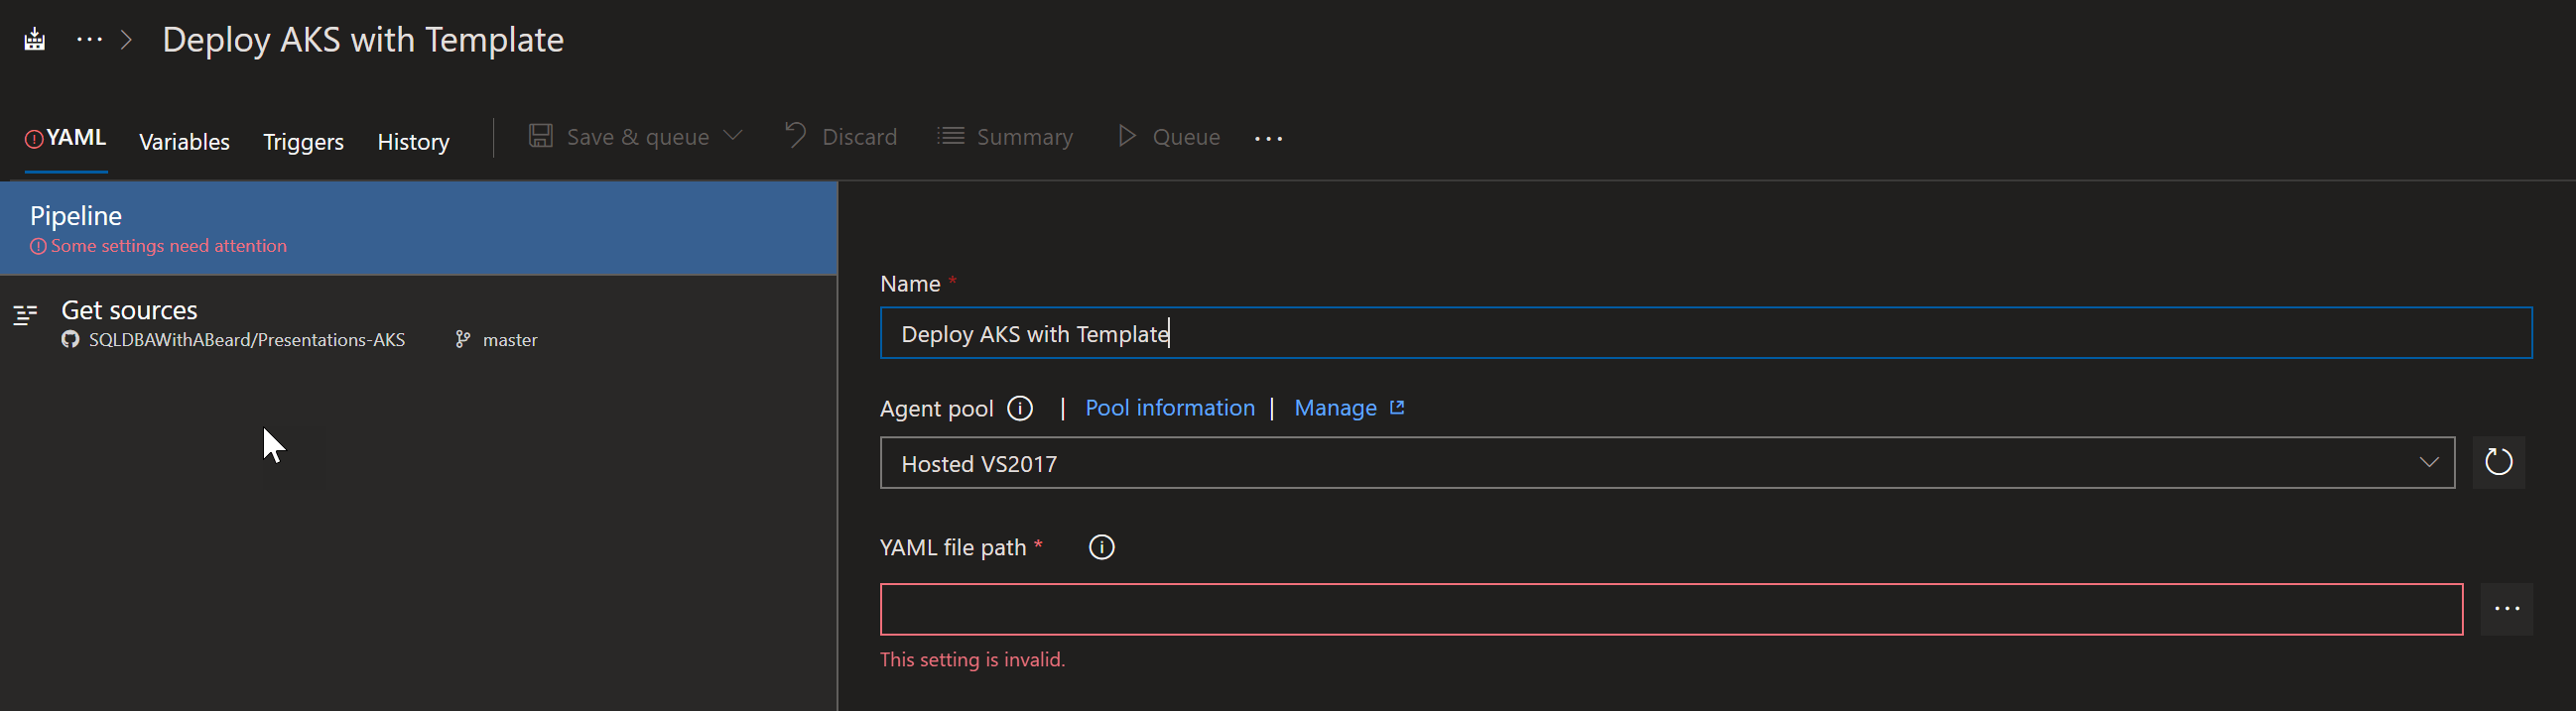 Deploy AKS with Template
YAML Variables Triggers History Save & queue Discard Summary Queue
Pipeline
Some settings need attention
Get sources
SQLDBAWithABeard/Presentations-AKS master
Name *
Deploy AKS with Template
Agent pool | Pool information | Manage
Hosted VS2017
YAML file path *
This setting is invalid.